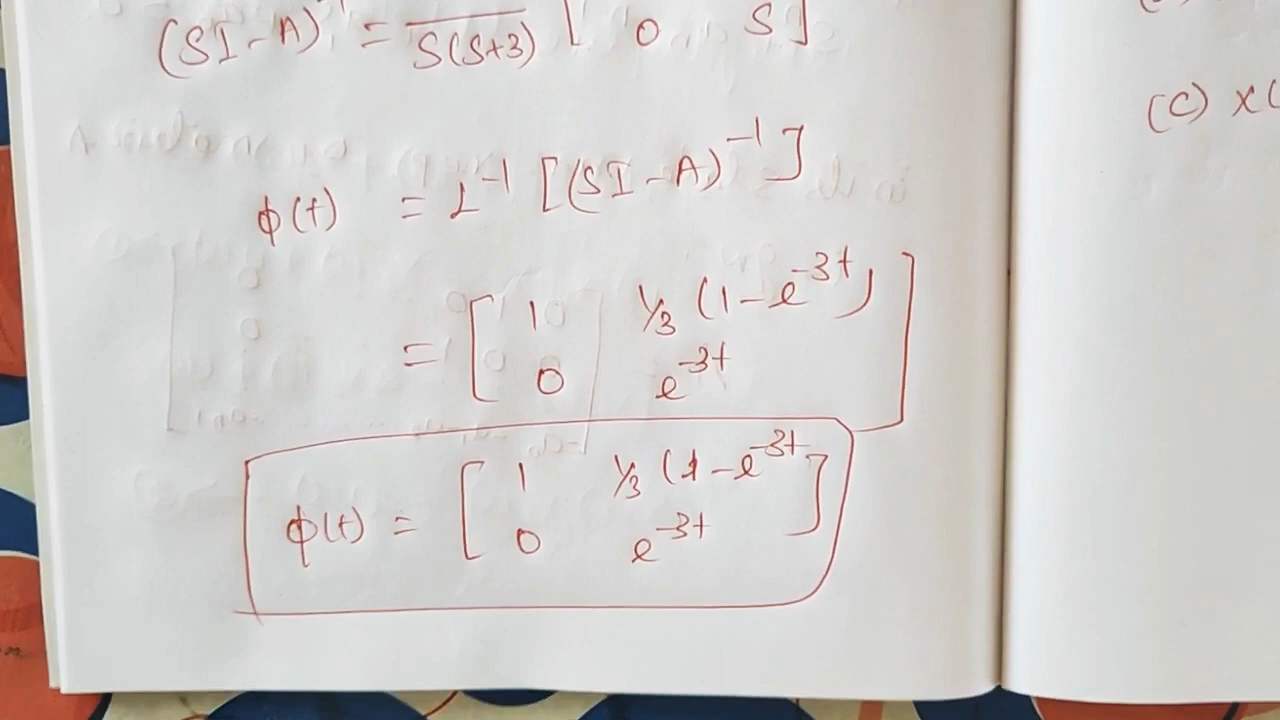 (SI-A)⁻¹ = ‾/S(S+3) [ 0 S ]
(C) X(
φ(t) = L⁻¹ [(SI-A)⁻¹]
= [ 1 1/3 (1-e⁻³ᵗ)
0 e⁻³ᵗ ]
φ(t) = [ 1 1/3 (1-e⁻³ᵗ
0 e⁻³ᵗ ]